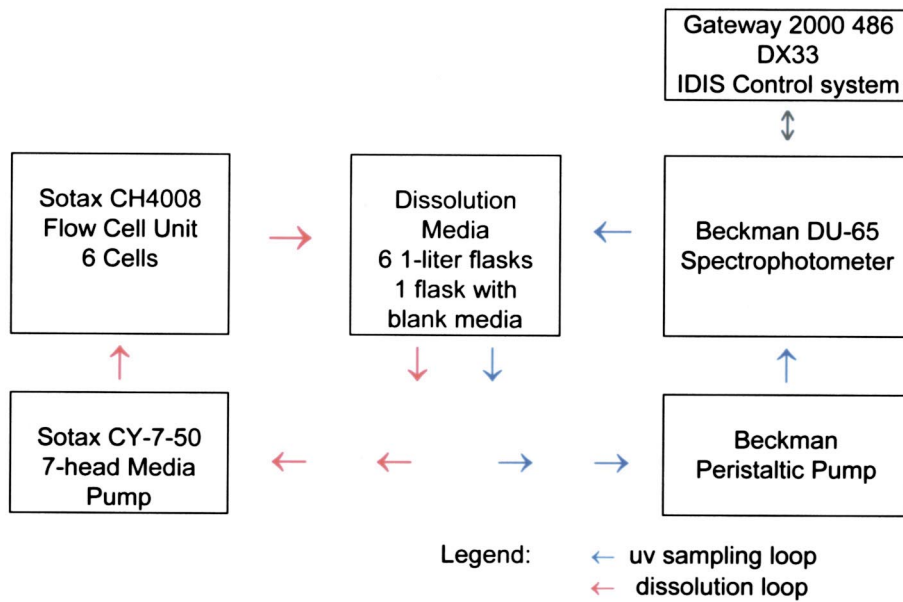 Gateway 2000 486
DX33
IDIS Control system
Sotax CH4008
Flow Cell Unit
6 Cells
Dissolution
Media
6 1-liter flasks
1 flask with
blank media
Beckman DU-65
Spectrophotometer
Sotax CY-7-50
7-head Media
Pump
Beckman
Peristaltic Pump
Legend:
uv sampling loop
dissolution loop